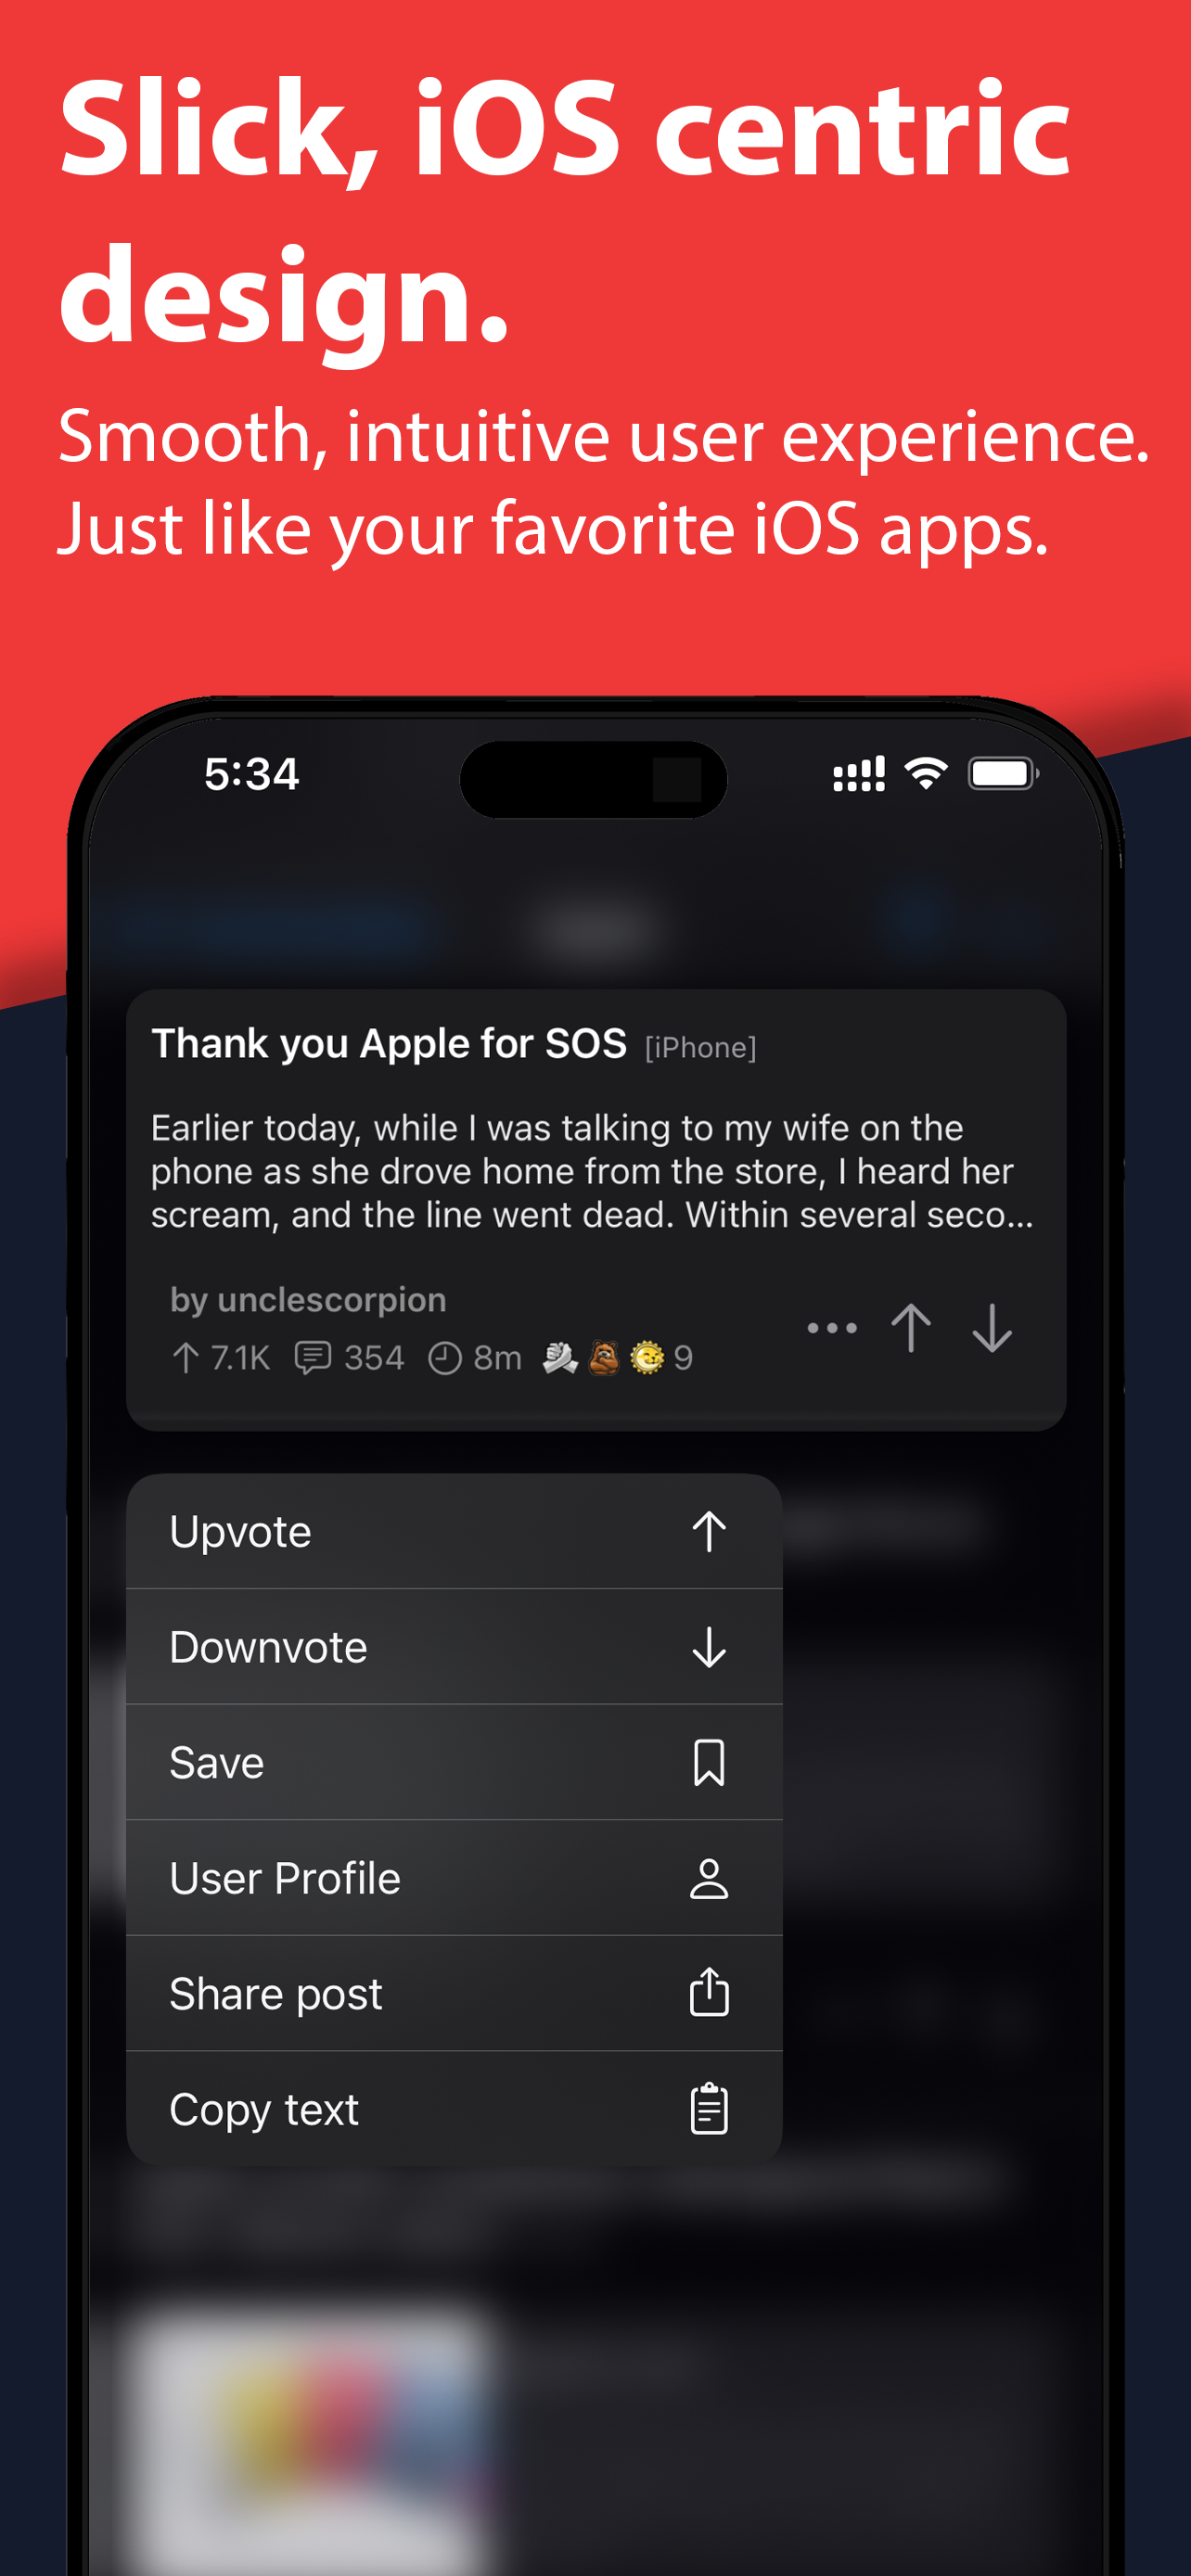 Slick, iOS centric
design.
Smooth, intuitive user experience.
Just like your favorite iOS apps.
5:34
Thank you Apple for SOS [iPhone]
Earlier today, while I was talking to my wife on the
phone as she drove home from the store, I heard her
scream, and the line went dead. Within several seco...
by unclescorpion
7.1K 354 8m 9
Upvote
Downvote
Save
User Profile
Share post
Copy text